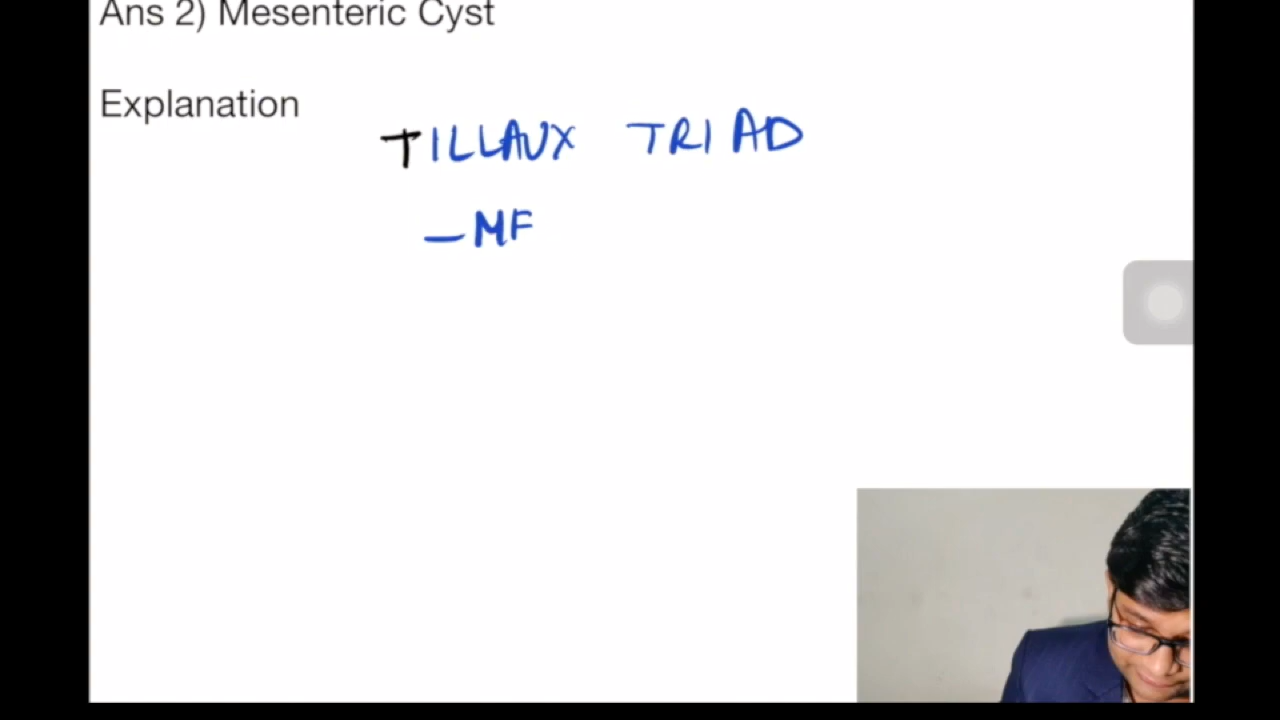 Ans 2) Mesenteric Cyst
Explanation
TILLAUX TRIAD
– MF